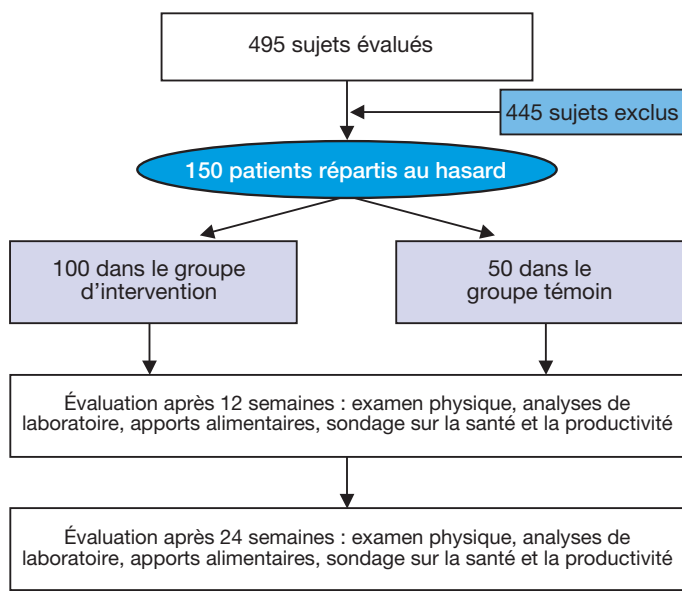 495 sujets évalués
445 sujets exclus
150 patients répartis au hasard
100 dans le groupe
d’intervention
50 dans le
groupe témoin
Évaluation après 12 semaines : examen physique, analyses de
laboratoire, apports alimentaires, sondage sur la santé et la productivité
Évaluation après 24 semaines : examen physique, analyses de
laboratoire, apports alimentaires, sondage sur la santé et la productivité